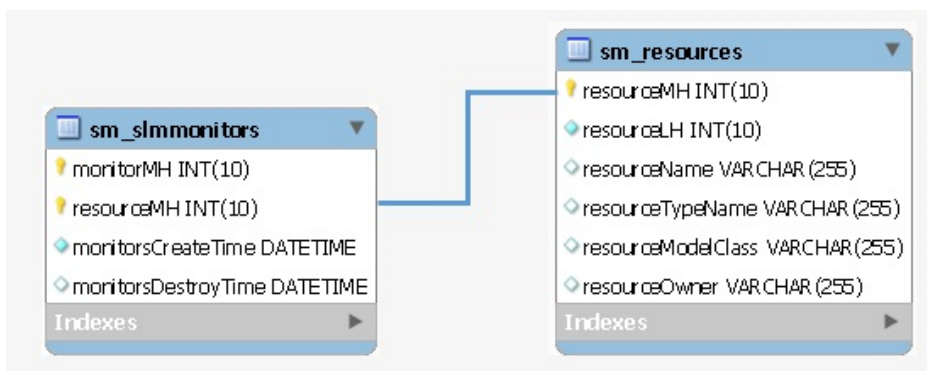 sm_resources
resourceMH INT(10)
resourceLH INT(10)
resourceName VARCHAR(255)
resourceTypeName VARCHAR(255)
resourceModelClass VARCHAR(255)
resourceOwner VARCHAR(255)
Indexes
sm_slmmonitors
monitorMH INT(10)
resourceMH INT(10)
monitorsCreateTime DATETIME
monitorsDestroyTime DATETIME
Indexes